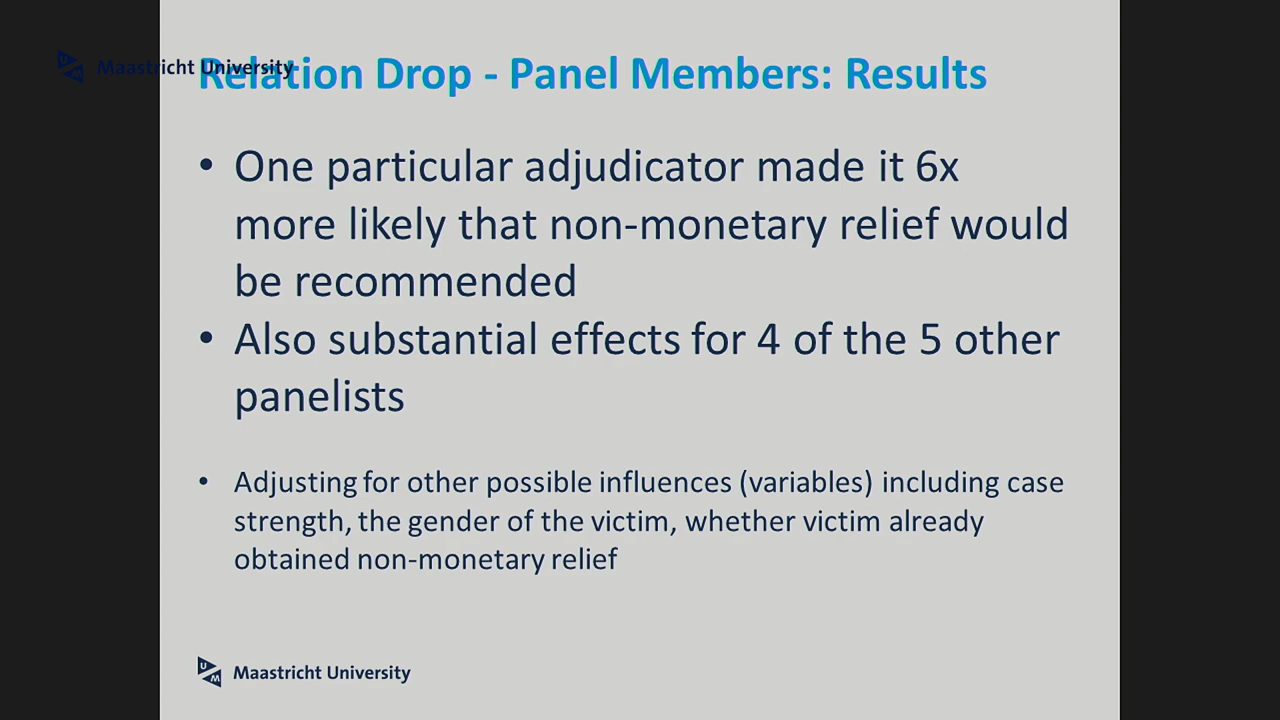 Maastricht University
Relation Drop - Panel Members: Results
• One particular adjudicator made it 6x
more likely that non-monetary relief would
be recommended
• Also substantial effects for 4 of the 5 other
panelists
• Adjusting for other possible influences (variables) including case
strength, the gender of the victim, whether victim already
obtained non-monetary relief
UM Maastricht University